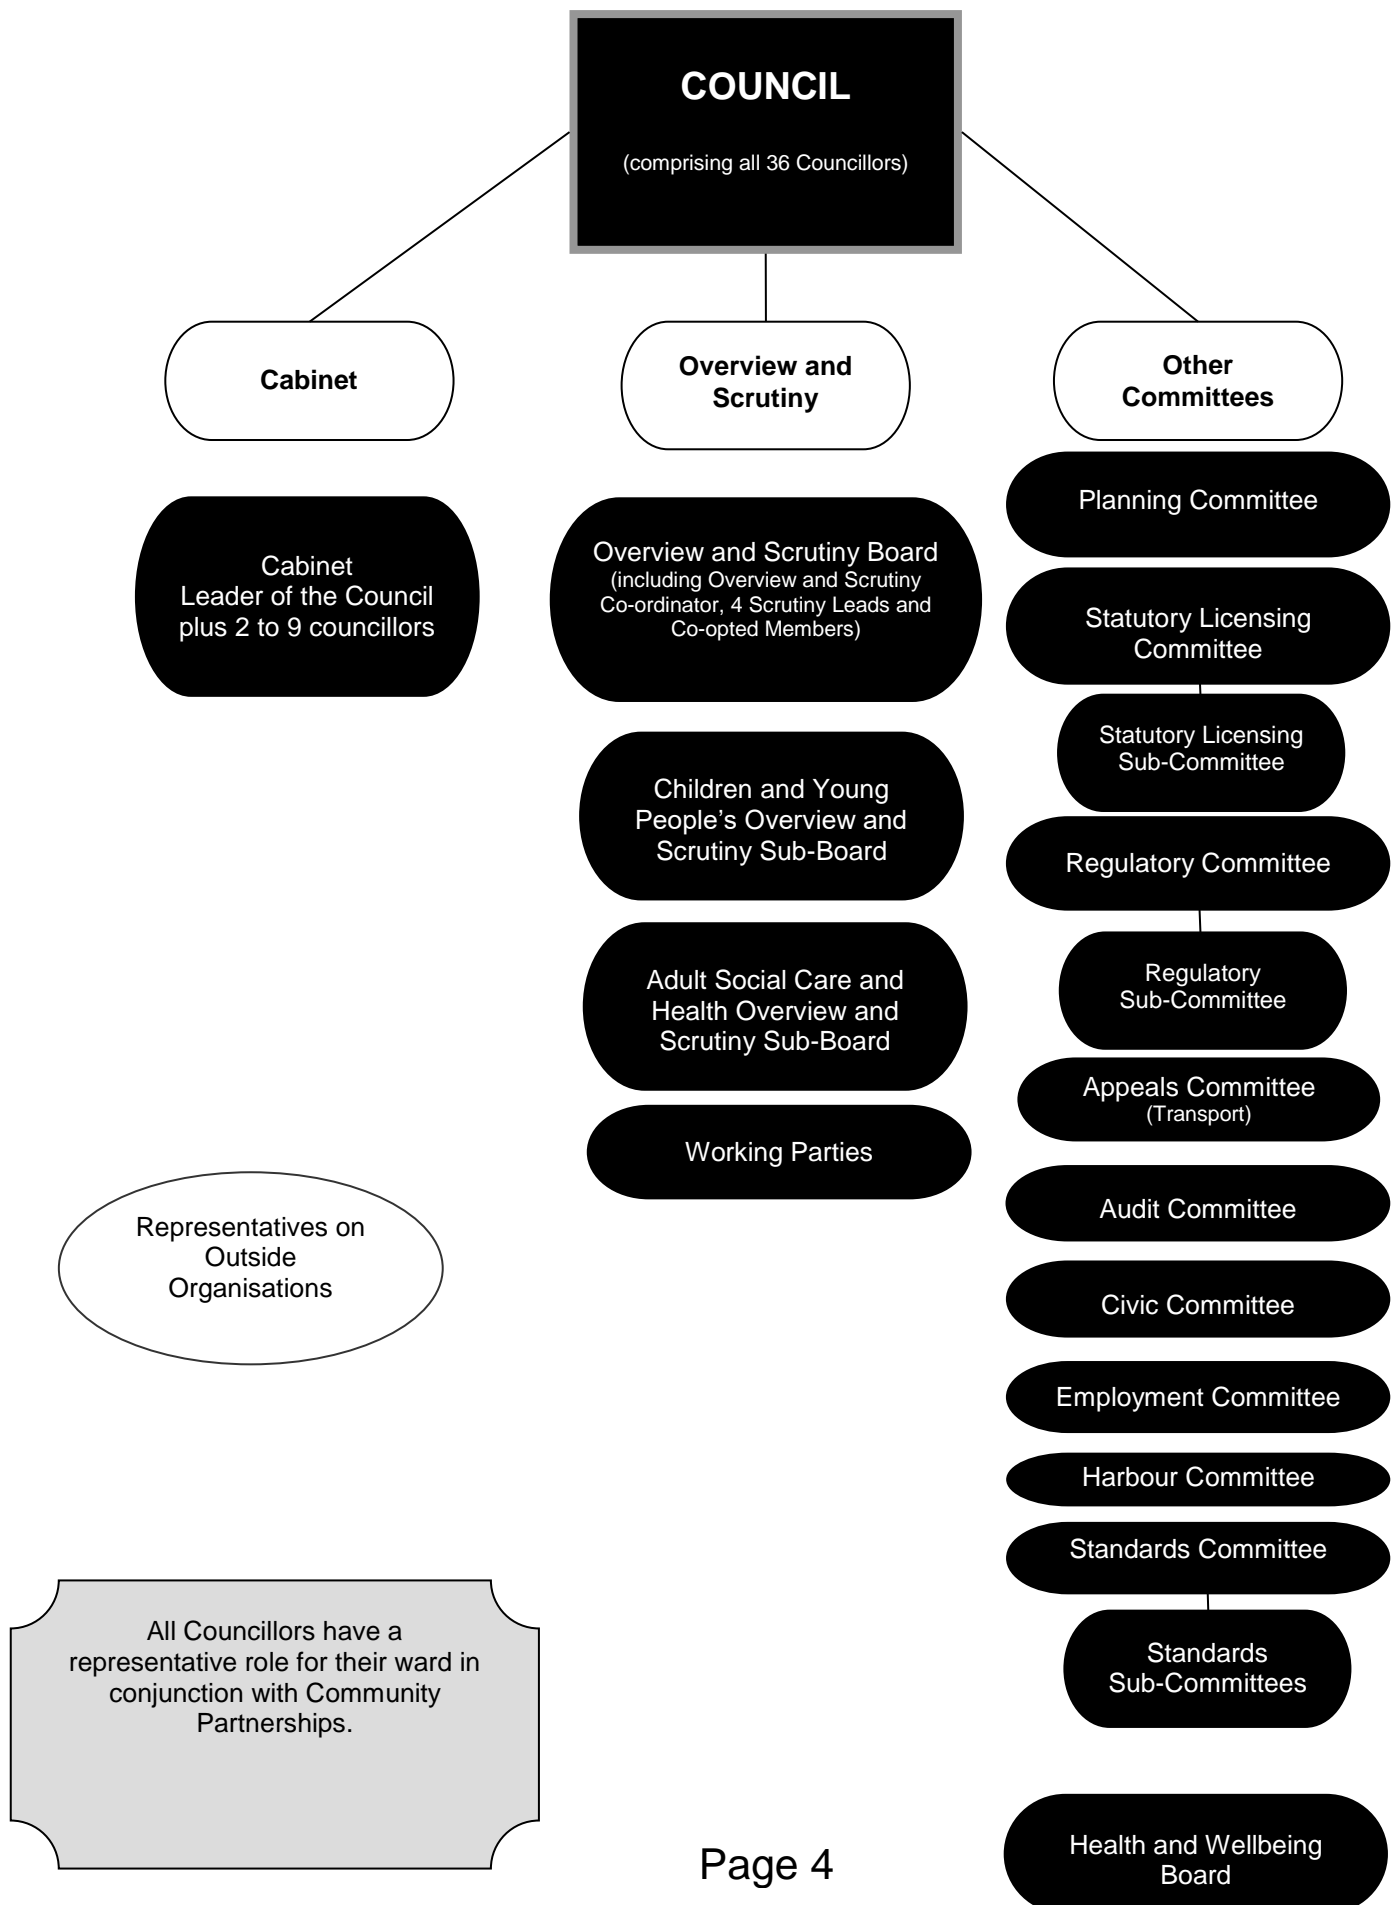 COUNCIL
(comprising all 36 Councillors)
Cabinet
Overview and
Scrutiny
Other
Committees
Cabinet
Leader of the Council
plus 2 to 9 councillors
Overview and Scrutiny Board
(including Overview and Scrutiny
Co-ordinator, 4 Scrutiny Leads and
Co-opted Members)
Children and Young
People’s Overview and
Scrutiny Sub-Board
Adult Social Care and
Health Overview and
Scrutiny Sub-Board
Working Parties
Planning Committee
Statutory Licensing
Committee
Statutory Licensing
Sub-Committee
Regulatory Committee
Regulatory
Sub-Committee
Appeals Committee
(Transport)
Audit Committee
Civic Committee
Employment Committee
Harbour Committee
Standards Committee
Standards
Sub-Committees
Health and Wellbeing
Board
Representatives on
Outside
Organisations
All Councillors have a
representative role for their ward in
conjunction with Community
Partnerships.
Page 4